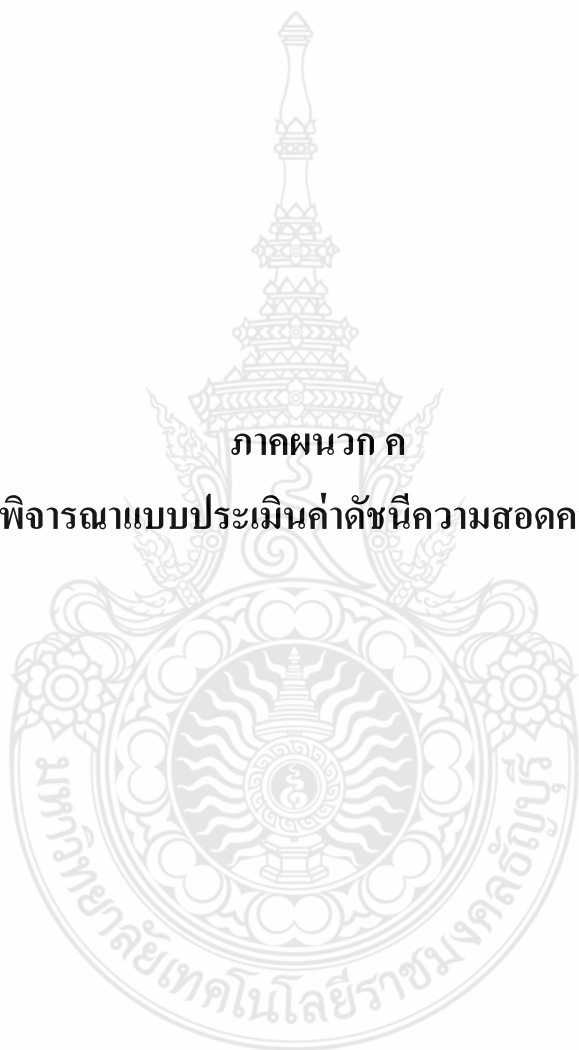 ภาคผนวก ค
พิจารณาแบบประเมินค่าดัชนีความสอดค
มหาวิทยาลัยเทคโนโลยีราชมงคลธัญบุรี